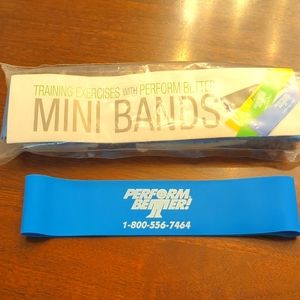 TRAINING EXERCISES WITH PERFORM BETTER
MINI BANDS
PERFORM
BETTER!
1-800-556-7464